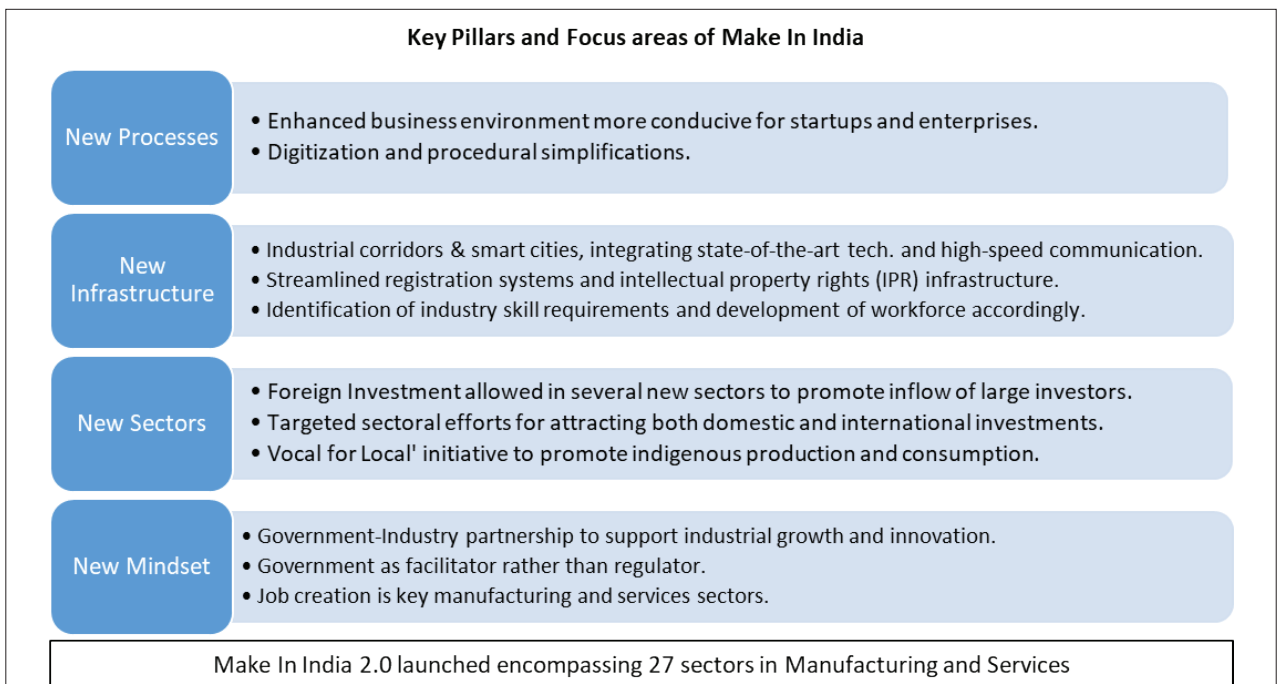 Key Pillars and Focus areas of Make In India
New Processes
• Enhanced business environment more conducive for startups and enterprises.
• Digitization and procedural simplifications.
New
Infrastructure
• Industrial corridors & smart cities, integrating state-of-the-art tech. and high-speed communication.
• Streamlined registration systems and intellectual property rights (IPR) infrastructure.
• Identification of industry skill requirements and development of workforce accordingly.
New Sectors
• Foreign Investment allowed in several new sectors to promote inflow of large investors.
• Targeted sectoral efforts for attracting both domestic and international investments.
• Vocal for Local' initiative to promote indigenous production and consumption.
New Mindset
• Government-Industry partnership to support industrial growth and innovation.
• Government as facilitator rather than regulator.
• Job creation is key manufacturing and services sectors.
Make In India 2.0 launched encompassing 27 sectors in Manufacturing and Services